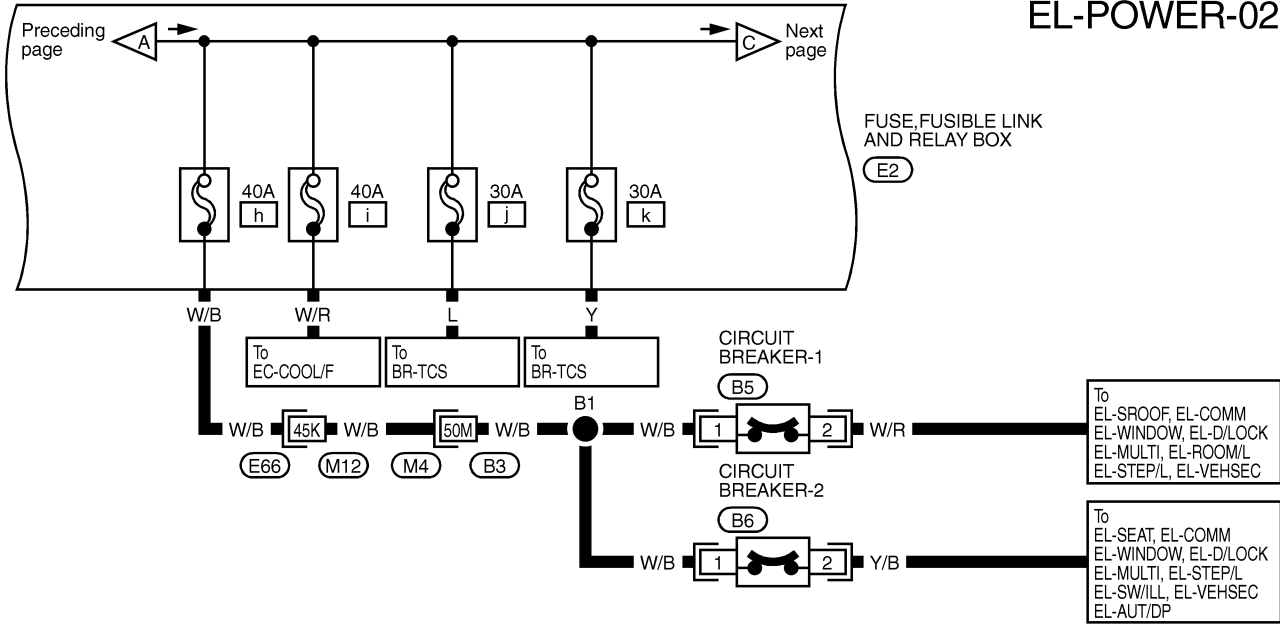 EL-POWER-02
Preceding
page
A
C
Next
page
FUSE,FUSIBLE LINK
AND RELAY BOX
E2
40A
h
40A
i
30A
j
30A
k
W/B
W/R
L
Y
To
EC-COOL/F
To
BR-TCS
To
BR-TCS
CIRCUIT
BREAKER-1
B5
B1
W/B
45K
W/B
50M
W/B
W/B
1
2
W/R
E66
M12
M4
B3
To
EL-SROOF, EL-COMM
EL-WINDOW, EL-D/LOCK
EL-MULTI, EL-ROOM/L
EL-STEP/L, EL-VEHSEC
CIRCUIT
BREAKER-2
B6
W/B
1
2
Y/B
To
EL-SEAT, EL-COMM
EL-WINDOW, EL-D/LOCK
EL-MULTI, EL-STEP/L
EL-SW/ILL, EL-VEHSEC
EL-AUT/DP